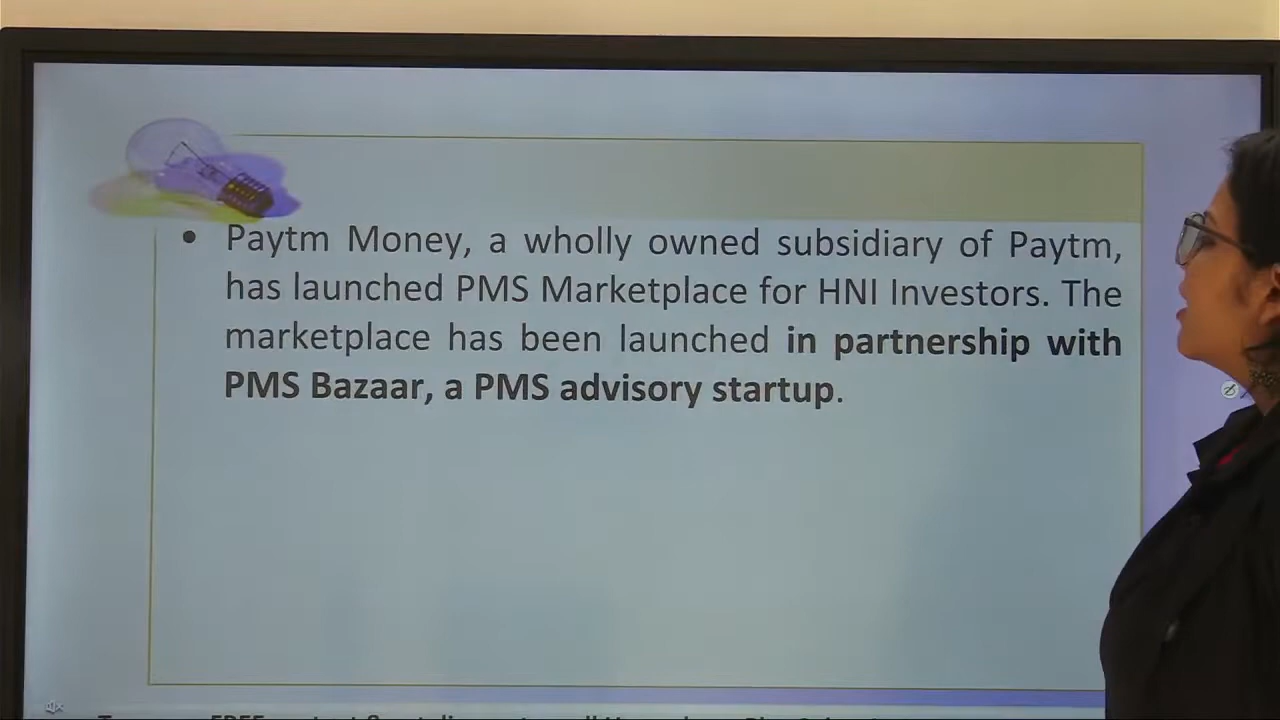 • Paytm Money, a wholly owned subsidiary of Paytm,
has launched PMS Marketplace for HNI Investors. The
marketplace has been launched in partnership with
PMS Bazaar, a PMS advisory startup.